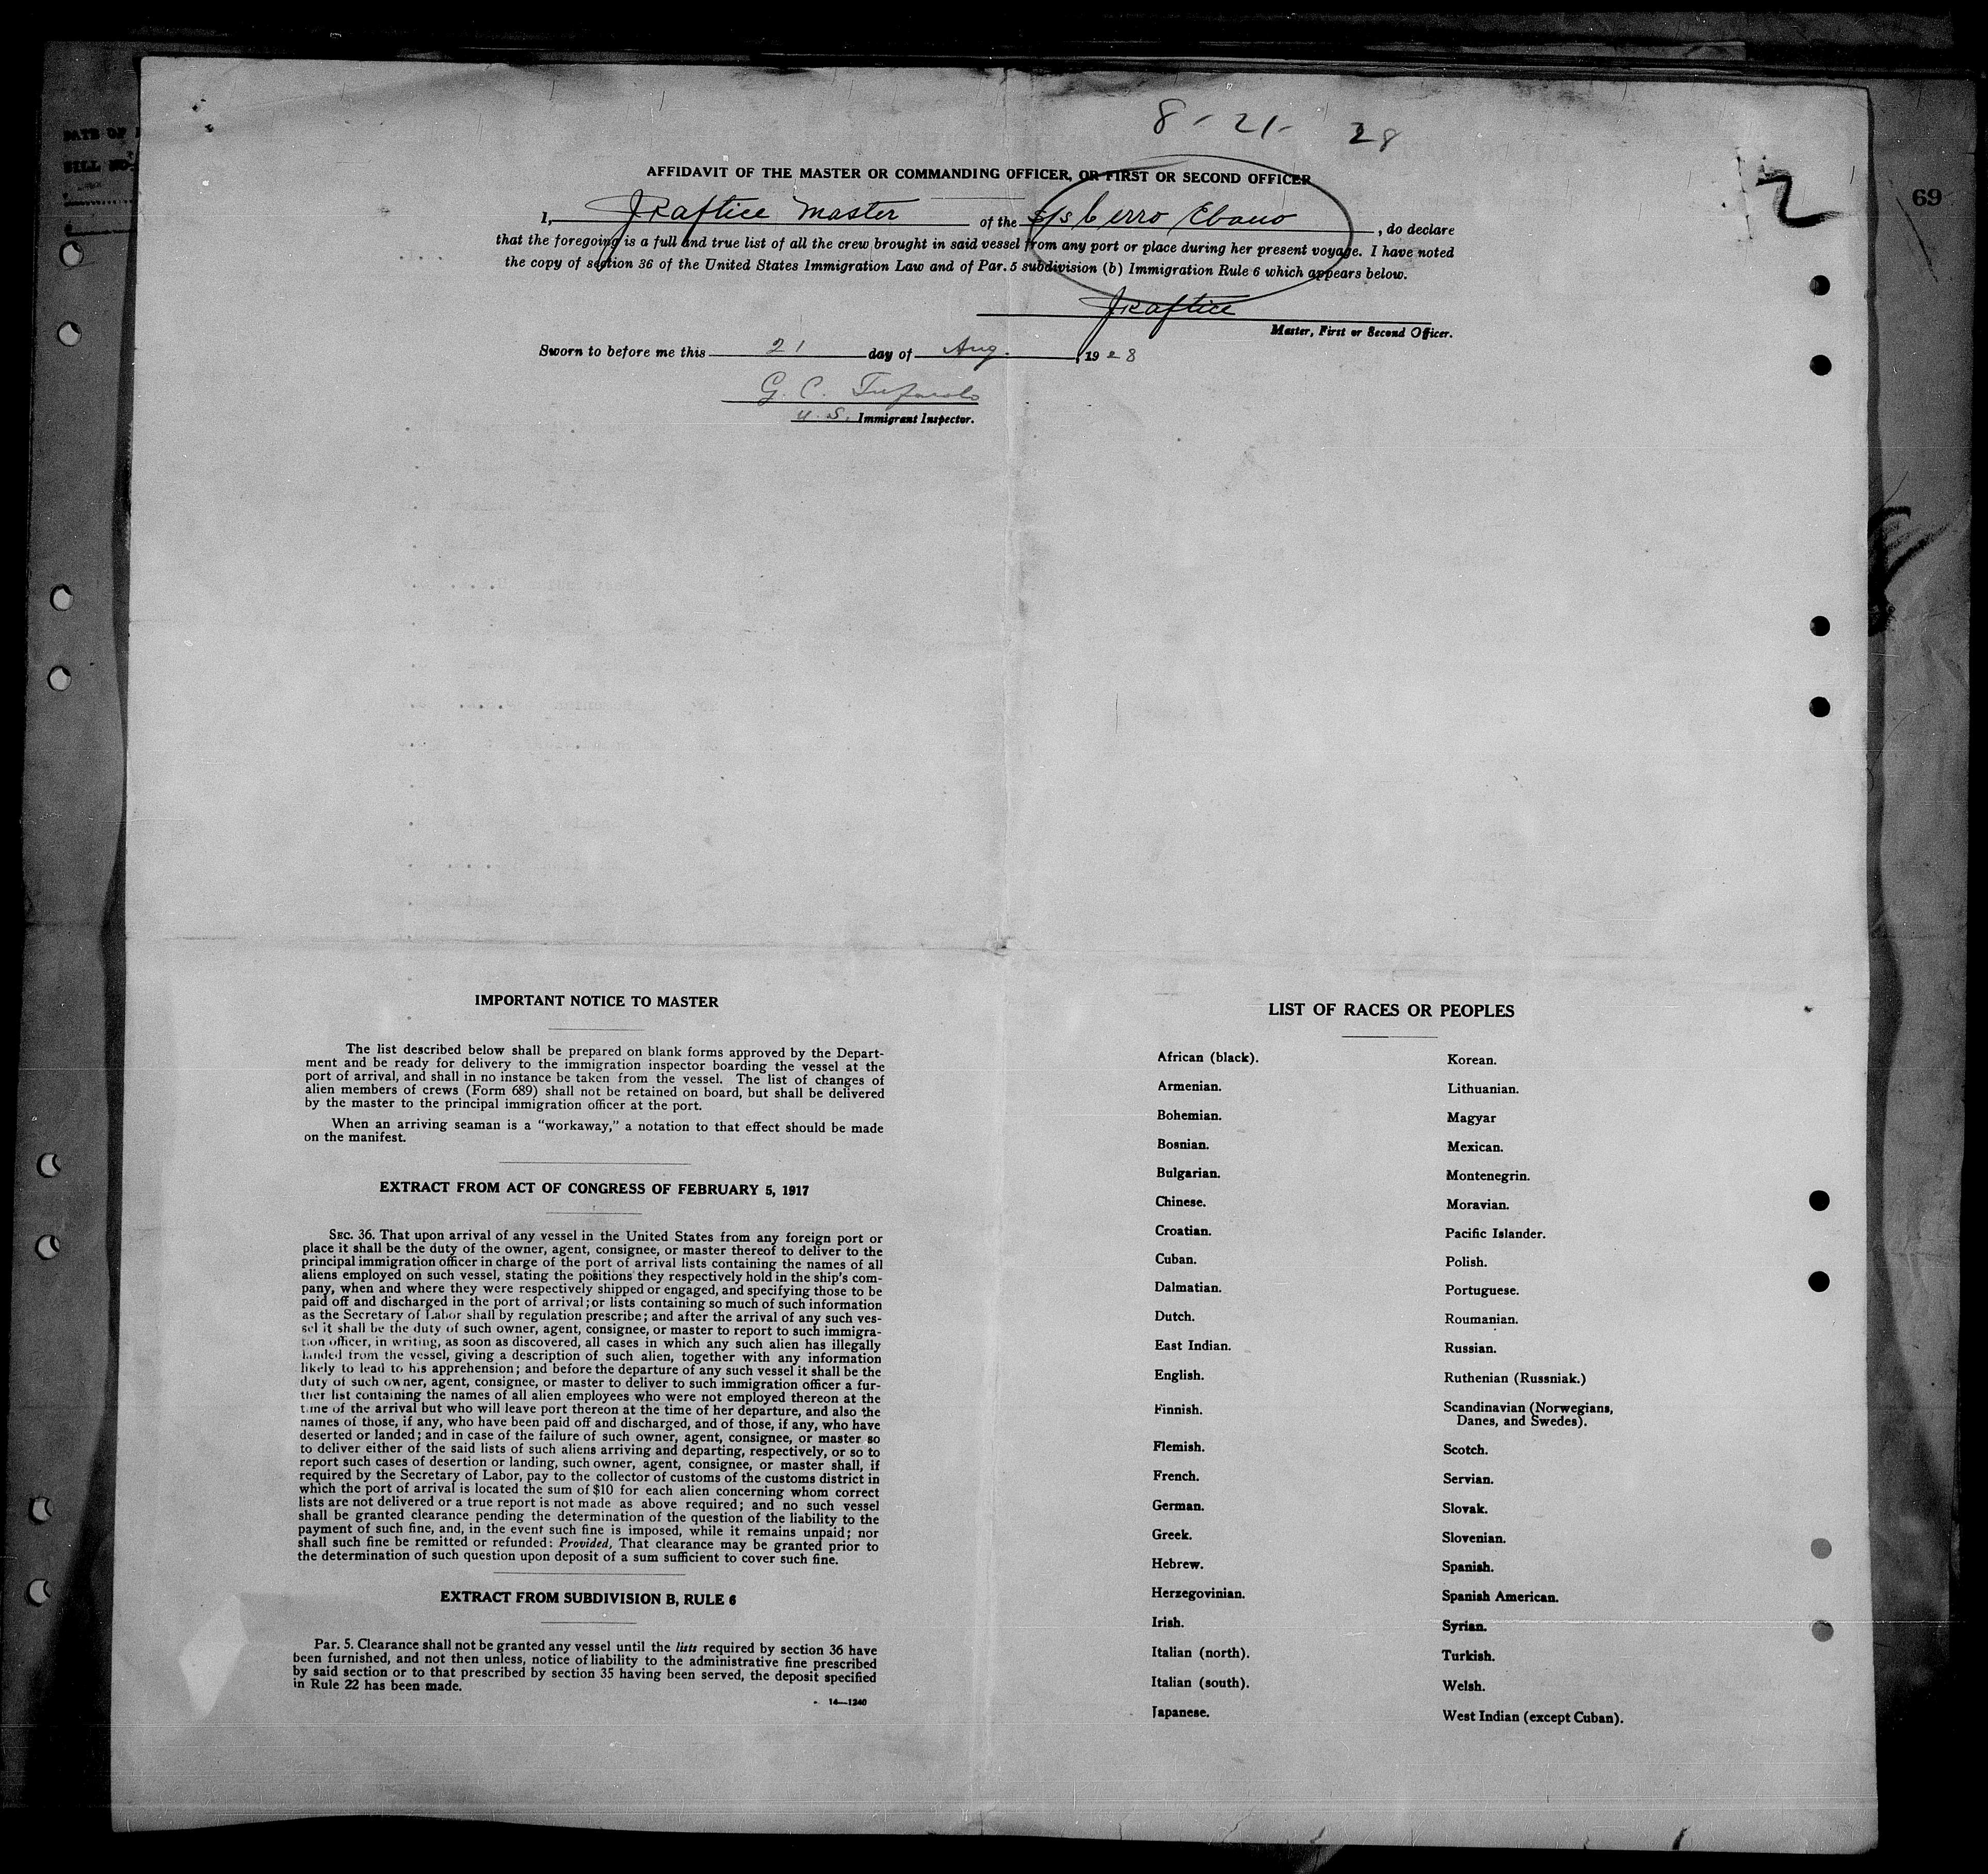 8-21-28
2
69
DATE OF
BILL NO.
AFFIDAVIT OF THE MASTER OR COMMANDING OFFICER, OR FIRST OR SECOND OFFICER
I, Master of the s/s Cerro Ebano, do declare
that the foregoing is a full and true list of all the crew brought in said vessel from any port or place during her present voyage. I have noted
the copy of section 36 of the United States Immigration Law and of Par. 5 subdivision (b) Immigration Rule 6 which appears below.
Master, First or Second Officer.
Sworn to before me this 21 day of Aug., 1928
G. C.
U. S. Immigrant Inspector.
IMPORTANT NOTICE TO MASTER
The list described below shall be prepared on blank forms approved by the Depart-
ment and be ready for delivery to the immigration inspector boarding the vessel at the
port of arrival, and shall in no instance be taken from the vessel. The list of changes of
alien members of crews (Form 689) shall not be retained on board, but shall be delivered
by the master to the principal immigration officer at the port.
When an arriving seaman is a "workaway," a notation to that effect should be made
on the manifest.
EXTRACT FROM ACT OF CONGRESS OF FEBRUARY 5, 1917
SEC. 36. That upon arrival of any vessel in the United States from any foreign port or
place it shall be the duty of the owner, agent, consignee, or master thereof to deliver to the
principal immigration officer in charge of the port of arrival lists containing the names of all
aliens employed on such vessel, stating the positions they respectively hold in the ship's com-
pany, when and where they were respectively shipped or engaged, and specifying those to be
paid off and discharged in the port of arrival; or lists containing so much of such information
as the Secretary of Labor shall by regulation prescribe; and after the arrival of any such ves-
sel it shall be the duty of such owner, agent, consignee, or master to report to such immigra-
tion officer, in writing, as soon as discovered, all cases in which any such alien has illegally
landed from the vessel, giving a description of such alien, together with any information
likely to lead to his apprehension; and before the departure of any such vessel it shall be the
duty of such owner, agent, consignee, or master to deliver to such immigration officer a fur-
ther list containing the names of all alien employees who were not employed thereon at the
time of the arrival but who will leave port thereon at the time of her departure, and also the
names of those, if any, who have been paid off and discharged, and of those, if any, who have
deserted or landed; and in case of the failure of such owner, agent, consignee, or master so
to deliver either of the said lists of such aliens arriving and departing, respectively, or so to
report such cases of desertion or landing, such owner, agent, consignee, or master shall, if
required by the Secretary of Labor, pay to the collector of customs of the customs district in
which the port of arrival is located the sum of $10 for each alien concerning whom correct
lists are not delivered or a true report is not made as above required; and no such vessel
shall be granted clearance pending the determination of the question of the liability to the
payment of such fine, and, in the event such fine is imposed, while it remains unpaid; nor
shall such fine be remitted or refunded: Provided, That clearance may be granted prior to
the determination of such question upon deposit of a sum sufficient to cover such fine.
EXTRACT FROM SUBDIVISION B, RULE 6
Par. 5. Clearance shall not be granted any vessel until the lists required by section 36 have
been furnished, and not then unless, notice of liability to the administrative fine prescribed
by said section or to that prescribed by section 35 having been served, the deposit specified
in Rule 22 has been made.
14—1240
LIST OF RACES OR PEOPLES
African (black).
Armenian.
Bohemian.
Bosnian.
Bulgarian.
Chinese.
Croatian.
Cuban.
Dalmatian.
Dutch.
East Indian.
English.
Finnish.
Flemish.
French.
German.
Greek.
Hebrew.
Herzegovinian.
Irish.
Italian (north).
Italian (south).
Japanese.
Korean.
Lithuanian.
Magyar
Mexican.
Montenegrin.
Moravian.
Pacific Islander.
Polish.
Portuguese.
Roumanian.
Russian.
Ruthenian (Russniak.)
Scandinavian (Norwegians,
Danes, and Swedes).
Scotch.
Servian.
Slovak.
Slovenian.
Spanish.
Spanish American.
Syrian.
Turkish.
Welsh.
West Indian (except Cuban).